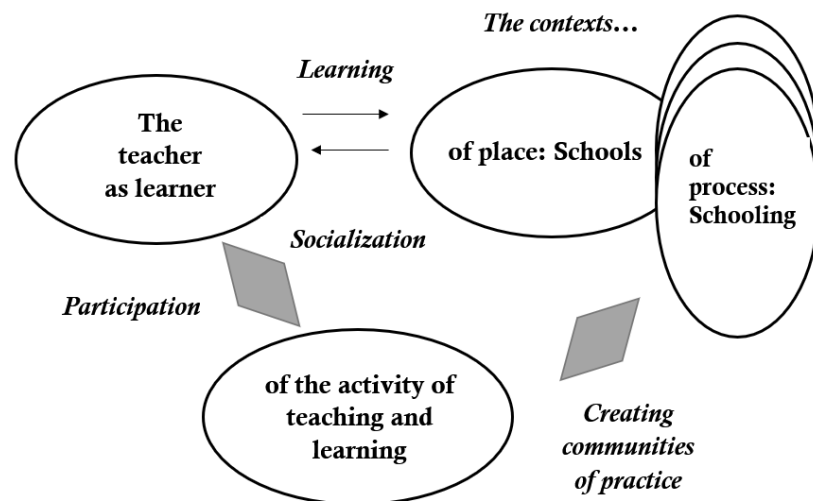 The contexts…
Learning
The
teacher
as learner
of place: Schools
of
process:
Schooling
Socialization
Participation
of the activity of
teaching and
learning
Creating
communities
of practice